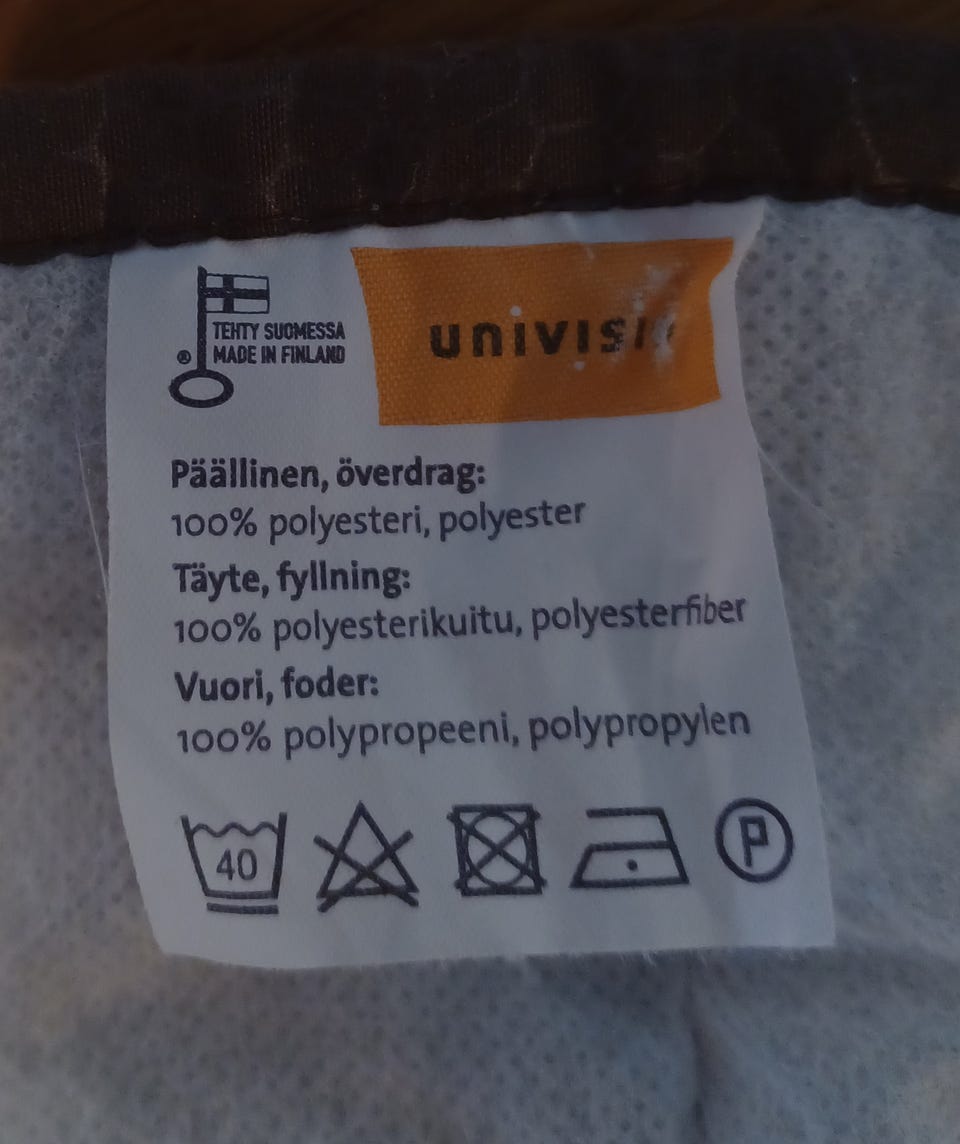 TEHTY SUOMESSA
® MADE IN FINLAND
Päällinen, överdrag:
100% polyesteri, polyester
Täyte, fyllning:
100% polyesterikuitu, polyesterfiber
Vuori, foder:
100% polypropeeni, polypropylen
40
P